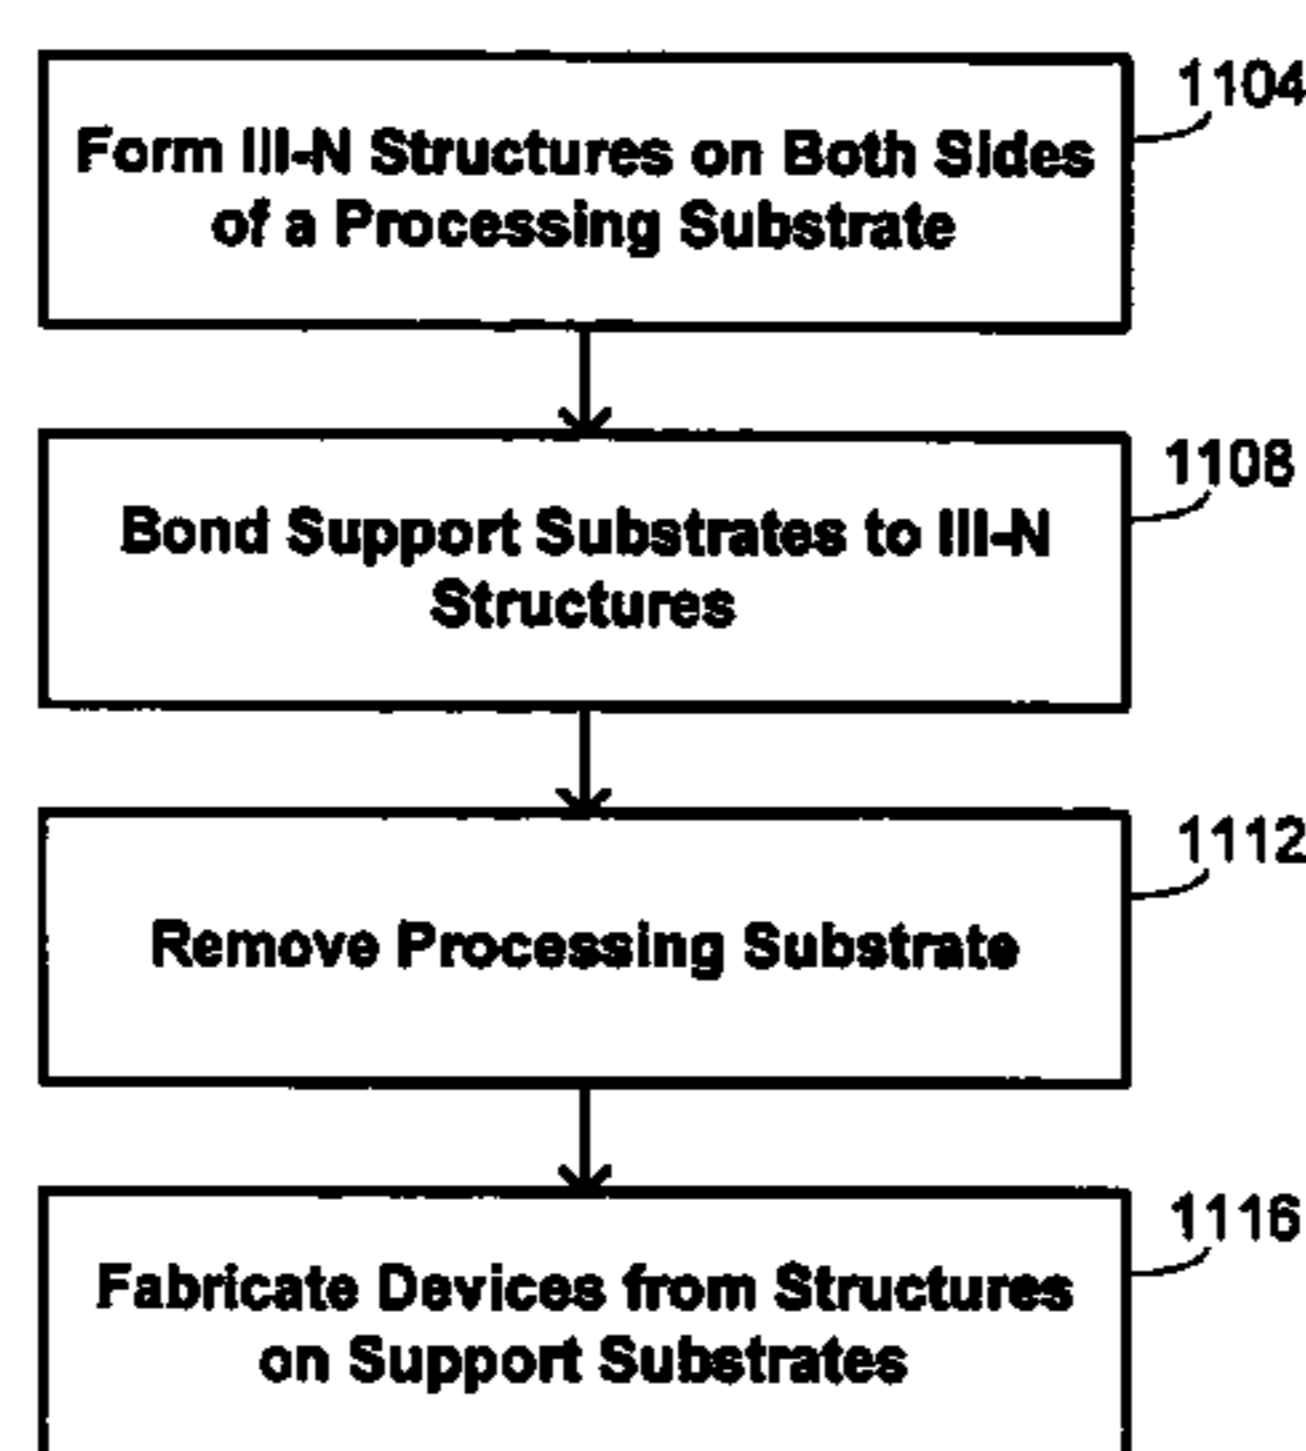 1104
Form III-N Structures on Both Sides
of a Processing Substrate
1108
Bond Support Substrates to III-N
Structures
1112
Remove Processing Substrate
1116
Fabricate Devices from Structures
on Support Substrates